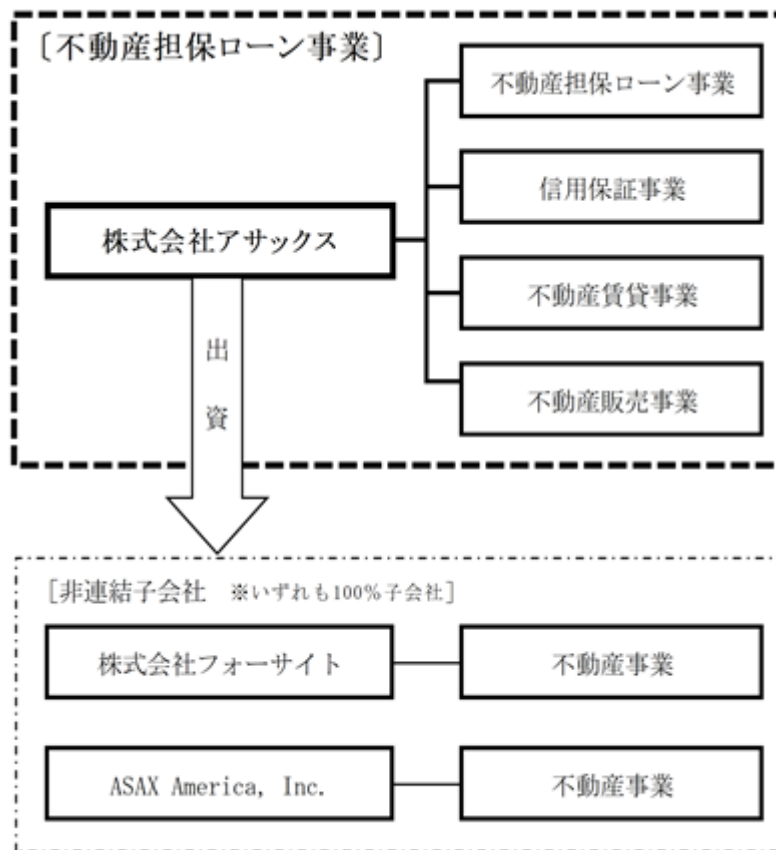 〔不動産担保ローン事業〕
不動産担保ローン事業
信用保証事業
株式会社アサックス
不動産賃貸事業
不動産販売事業
出資
[非連結子会社　※いずれも100％子会社]
株式会社フォーサイト
不動産事業
ASAX America, Inc.
不動産事業